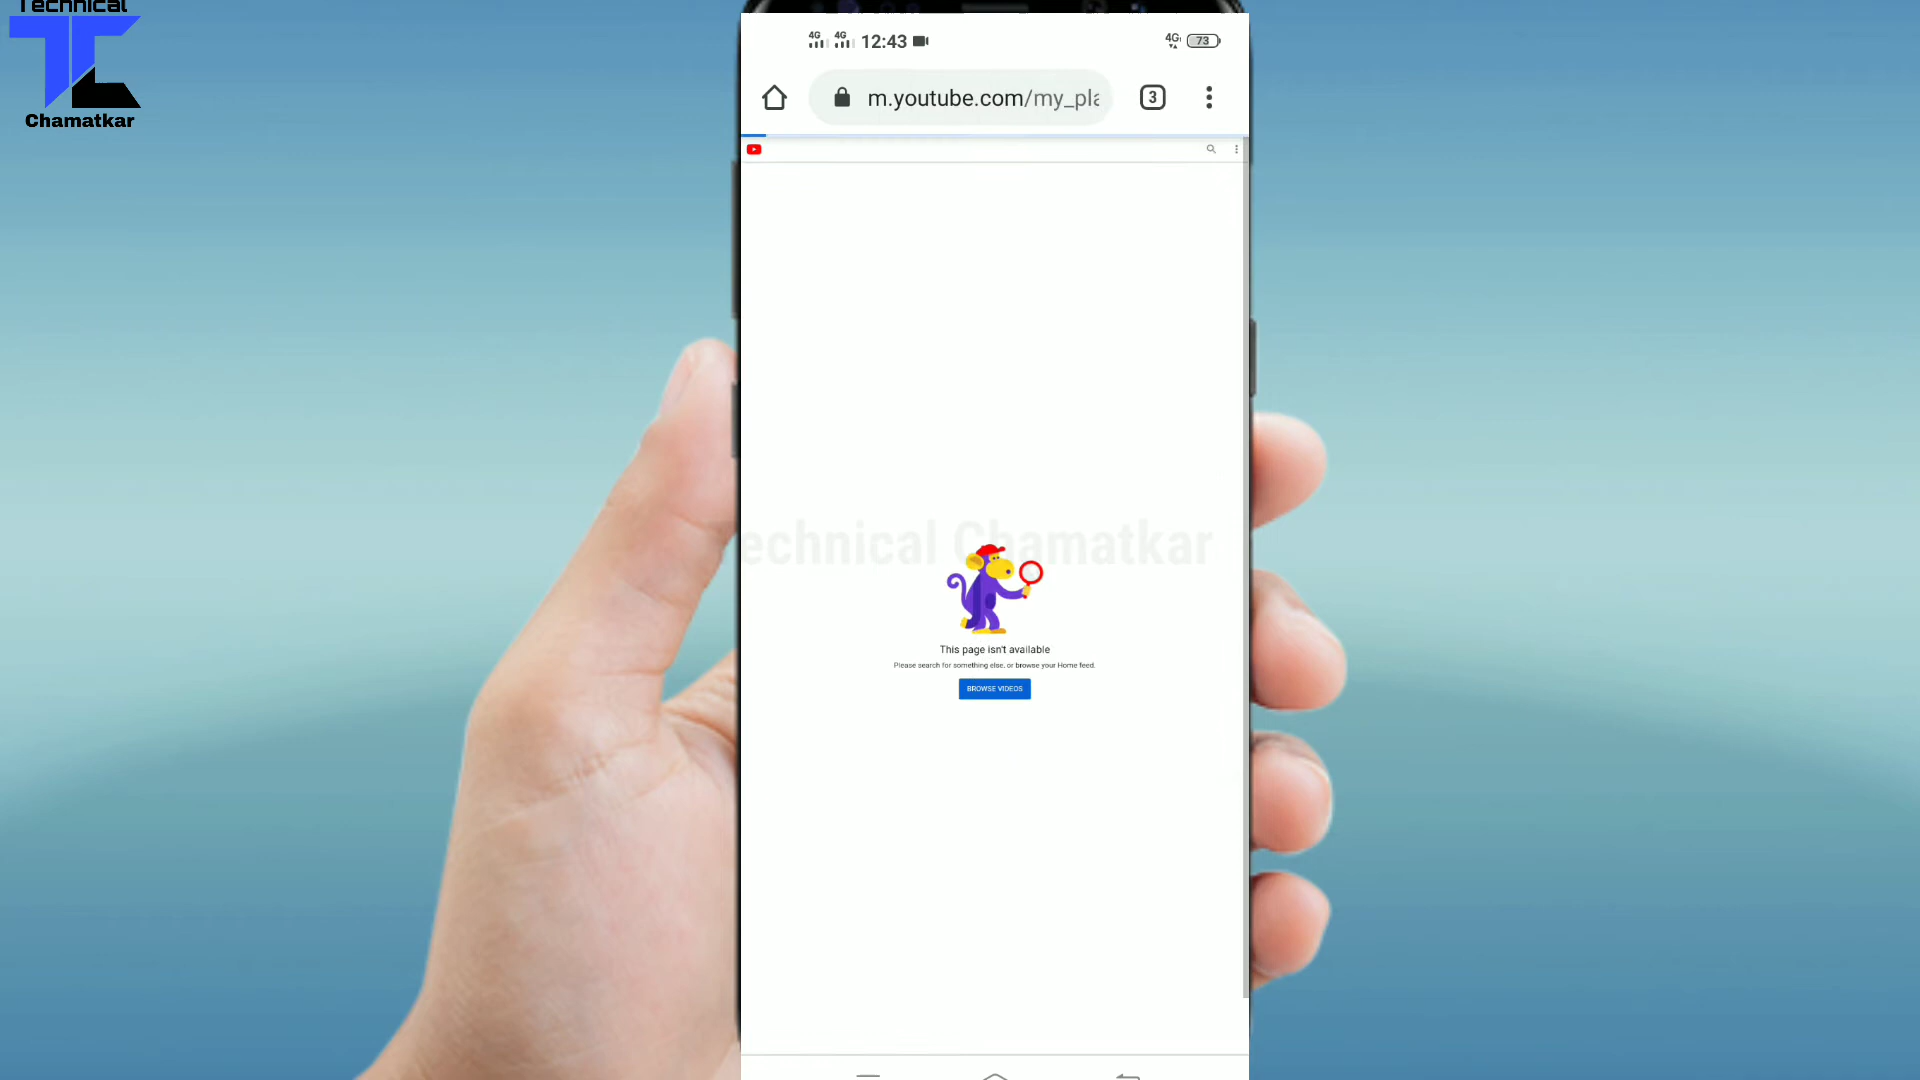 Technical
Chamatkar
4G 4G 12:43 4G 73
m.youtube.com/my_pla
3
echnical Chamatkar
This page isn't available
Please search for something else, or browse your Home feed.
BROWSE VIDEOS